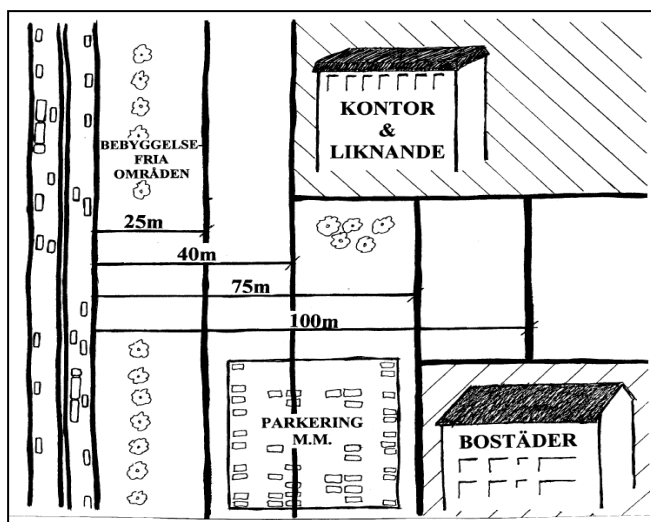 KONTOR
&
LIKNANDE
BEBYGGELSE-
FRIA
OMRÅDEN
25m
40m
75m
100m
PARKERING
M.M.
BOSTÄDER